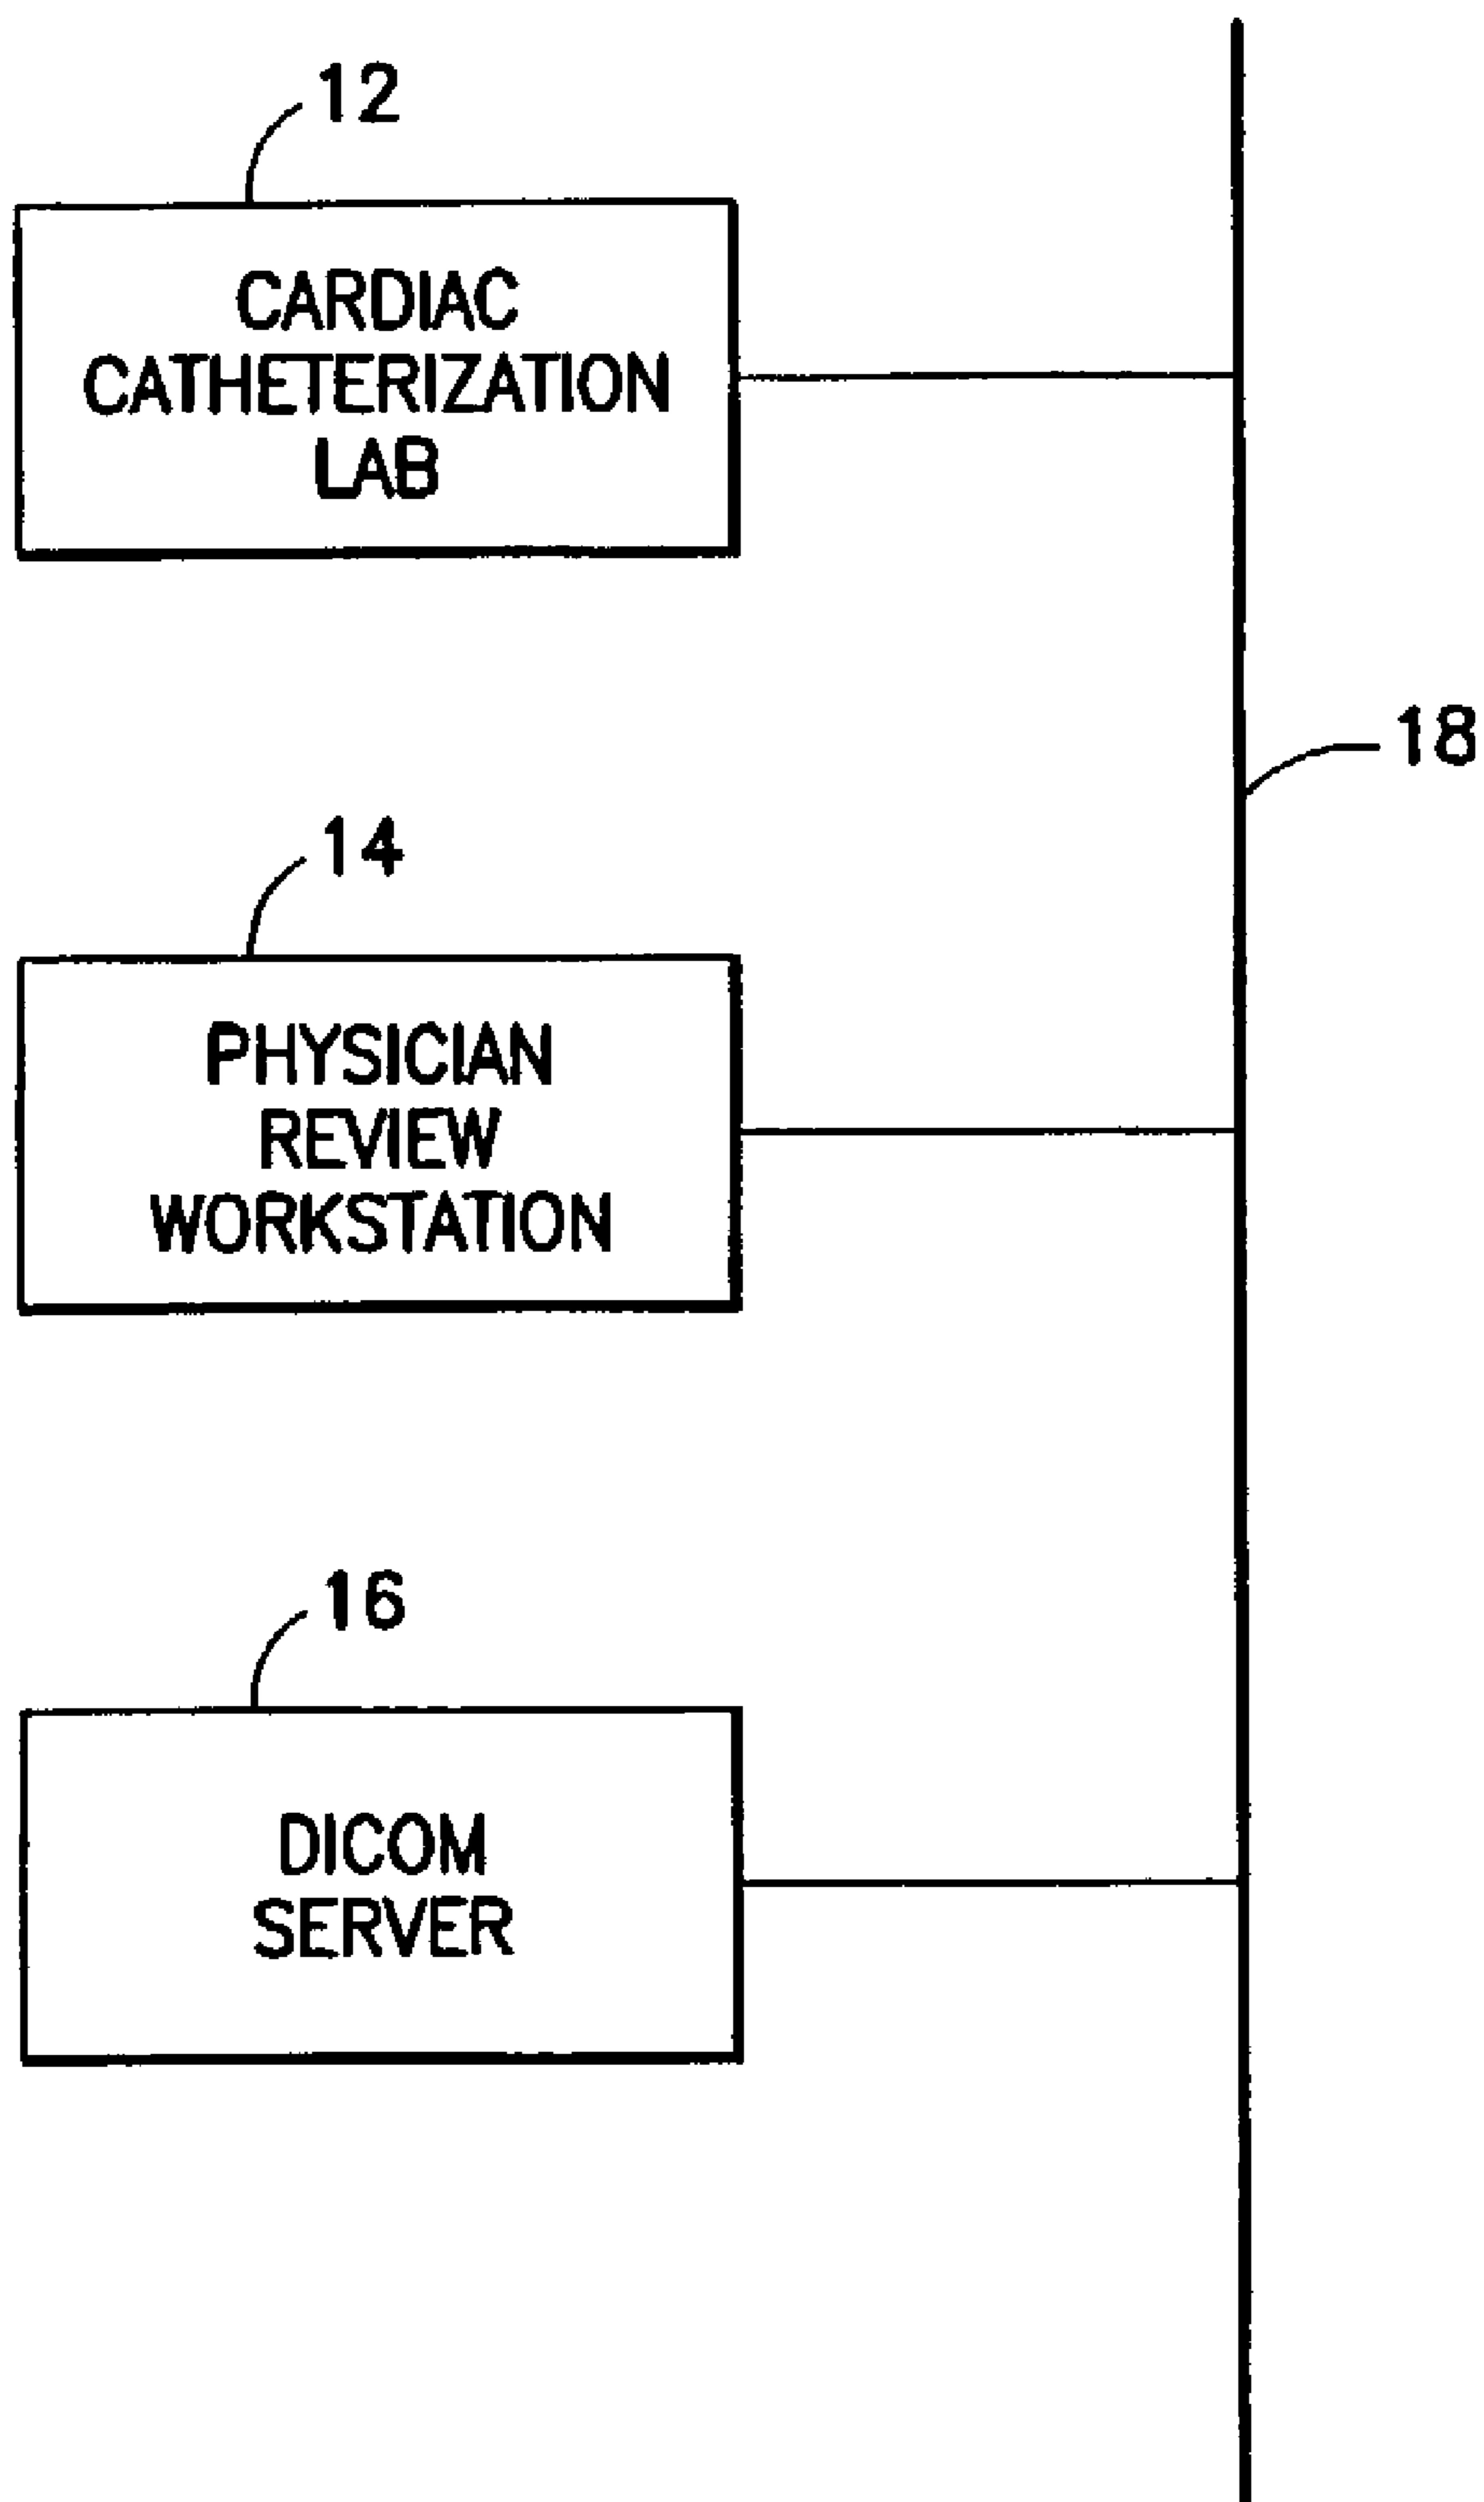 12
CARDIAC
CATHETERIZATION
LAB
18
14
PHYSICIAN
REVIEW
WORKSTATION
16
DICOM
SERVER